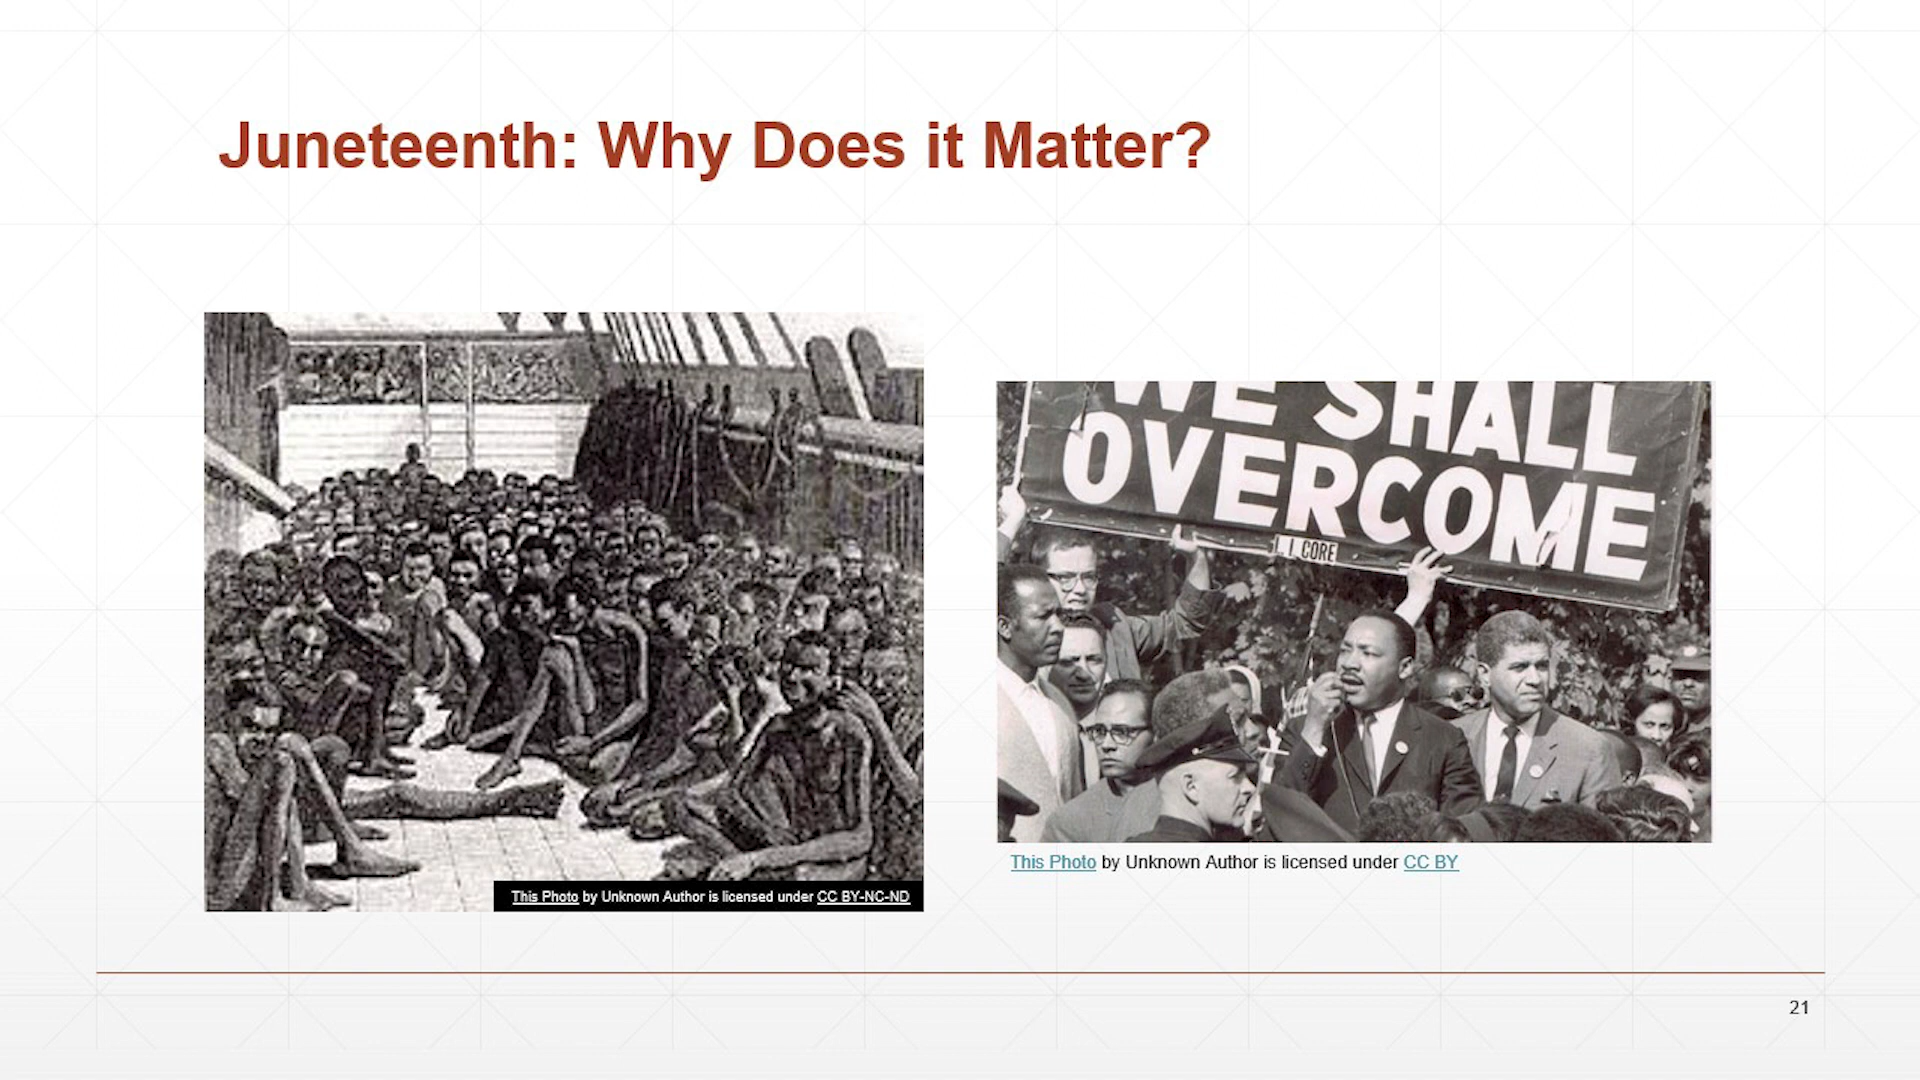 Juneteenth: Why Does it Matter?
WE SHALL
OVERCOME
L. I. CORE
This Photo by Unknown Author is licensed under CC BY-NC-ND
This Photo by Unknown Author is licensed under CC BY
21